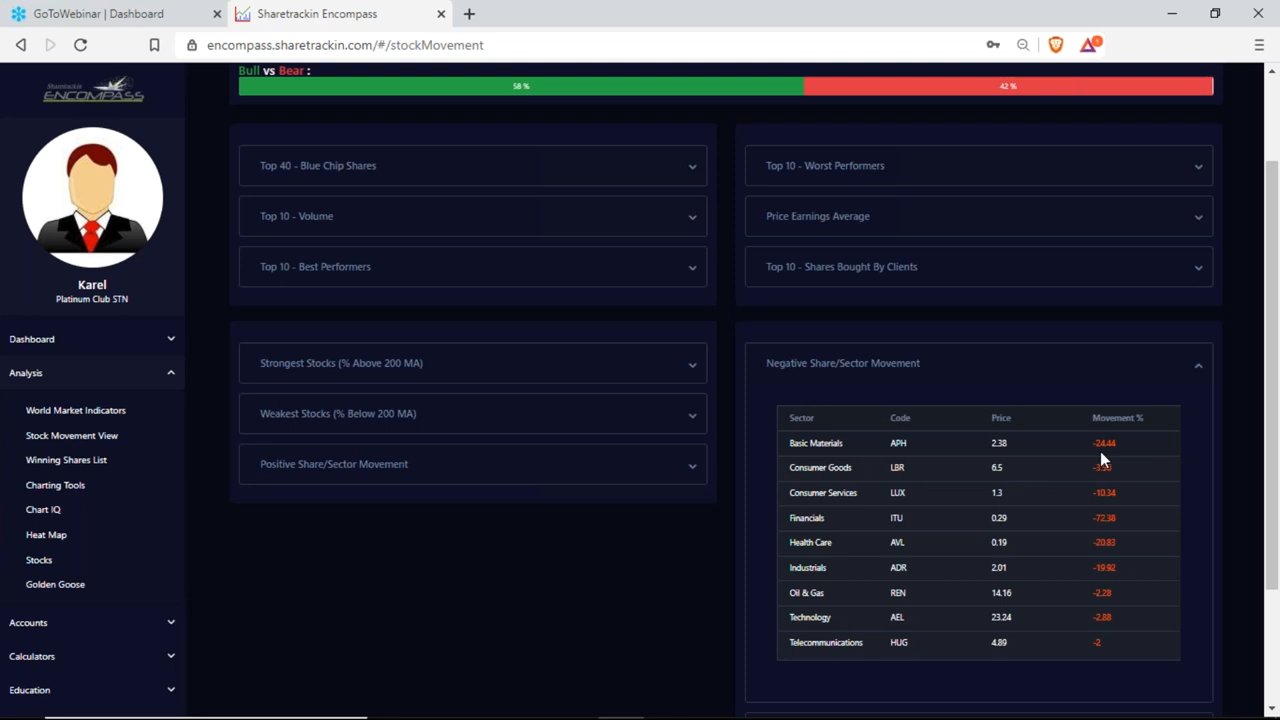 GoToWebinar | Dashboard
Sharetrackin Encompass
encompass.sharetrackin.com/#/stockMovement
1
Sharetrackin
ENCOMPASS
Karel
Platinum Club STN
Dashboard
Analysis
World Market Indicators
Stock Movement View
Winning Shares List
Charting Tools
Chart IQ
Heat Map
Stocks
Golden Goose
Accounts
Calculators
Education
Bull vs Bear :
58 % 42 %
Top 40 - Blue Chip Shares
Top 10 - Volume
Top 10 - Best Performers
Top 10 - Worst Performers
Price Earnings Average
Top 10 - Shares Bought By Clients
Strongest Stocks (% Above 200 MA)
Weakest Stocks (% Below 200 MA)
Positive Share/Sector Movement
Negative Share/Sector Movement
Sector Code Price Movement %
Basic Materials APH 2.38 -24.44
Consumer Goods LBR 6.5
Consumer Services LUX 1.3 -10.34
Financials ITU 0.29 -72.38
Health Care AVL 0.19 -20.83
Industrials ADR 2.01 -19.92
Oil & Gas REN 14.16 -2.28
Technology AEL 23.24 -2.88
Telecommunications HUG 4.89 -2